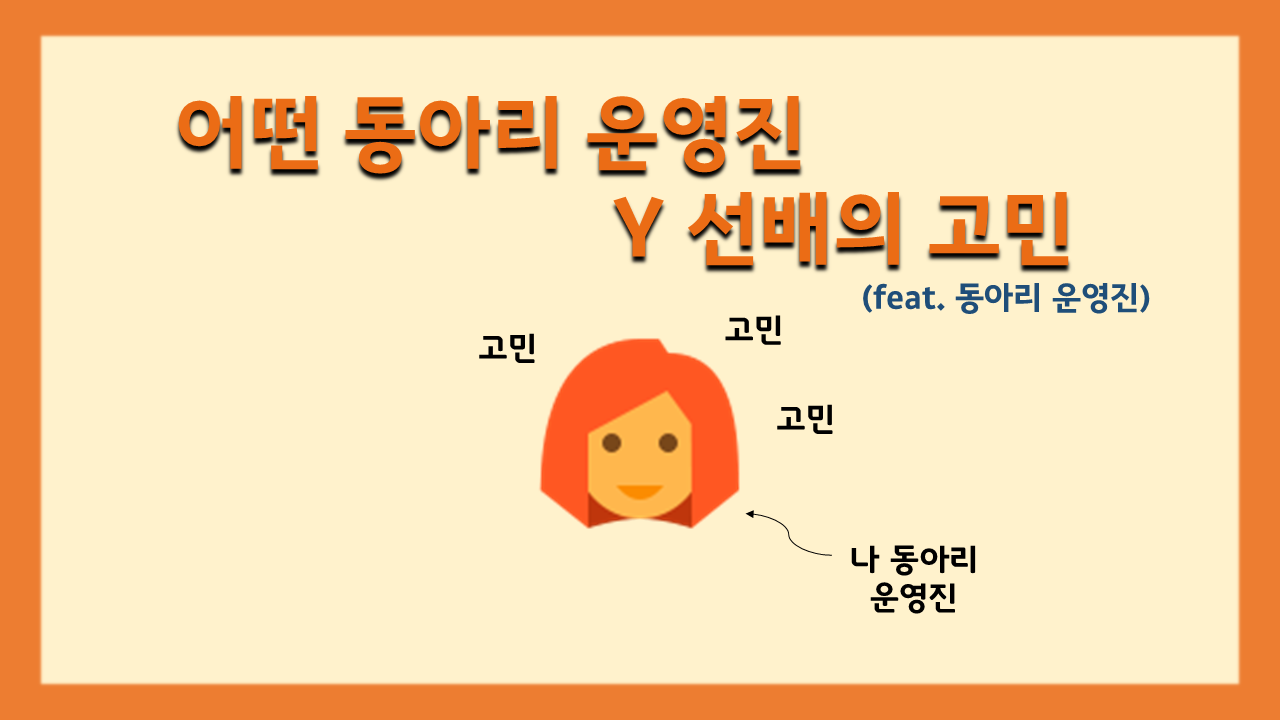 어떤 동아리 운영진
Y 선배의 고민
(feat. 동아리 운영진)
고민
고민
고민
나 동아리
운영진